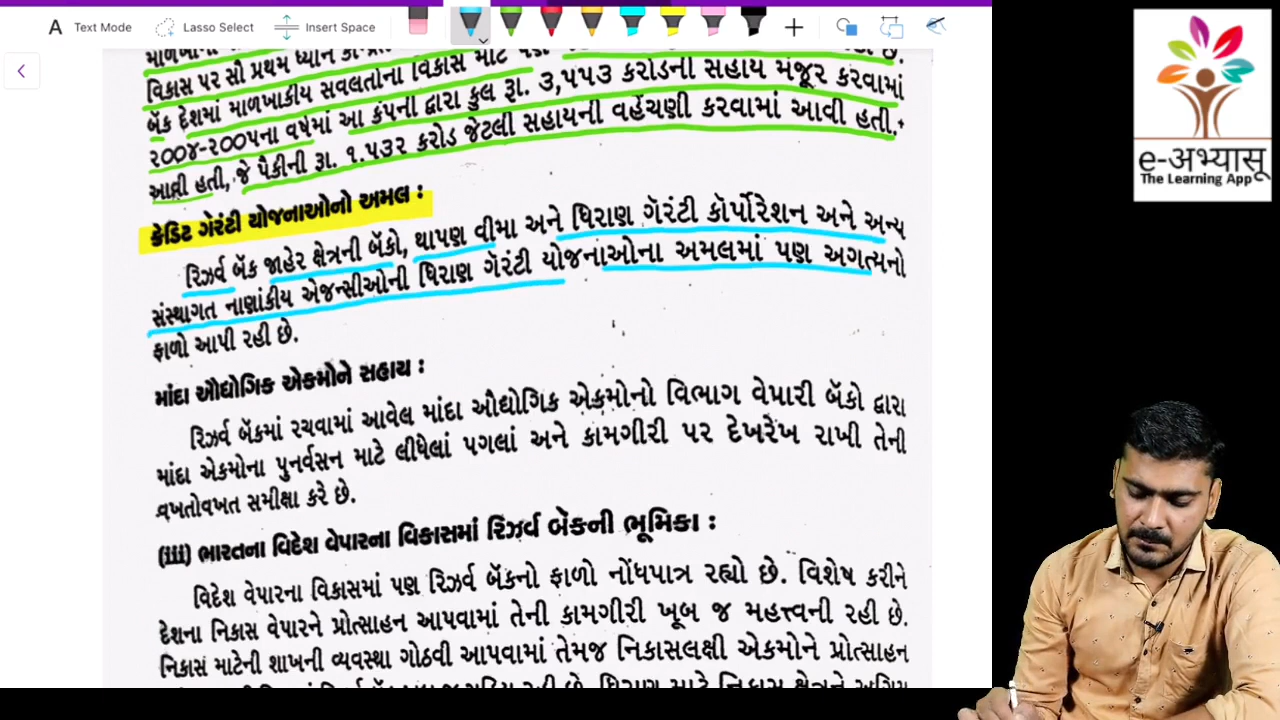 Text Mode
Lasso Select
Insert Space
વિકાસ પર સૌ પ્રથમ ધ્યાન
બૅંક દેશમાં માળખાકીય સવલતોના વિકાસ માટે પણ
૨૦૦૪-૨૦૦૫ના વર્ષમાં આ કંપની દ્વારા કુલ રૂા. ૩,૫૫૩ કરોડની સહાય મંજૂર કરવામાં
આવી હતી, જે પૈકીની રૂા. ૧.૫૩૨ કરોડ જેટલી સહાયની વહેંચણી કરવામાં આવી હતી.
ક્રેડિટ ગેરંટી યોજનાઓનો અમલ :
રિઝર્વ બૅંક જાહેર ક્ષેત્રની બૅંકો, થાપણ વીમા અને ધિરાણ ગૅરંટી કૉર્પોરેશન અને અન્ય
સંસ્થાગત નાણાંકીય એજન્સીઓની ધિરાણ ગૅરંટી યોજનાઓના અમલમાં પણ અગત્યનો
ફાળો આપી રહી છે.
માંદા ઔદ્યોગિક એકમોને સહાય :
રિઝર્વ બૅંકમાં રચવામાં આવેલ માંદા ઔદ્યોગિક એકમોનો વિભાગ વેપારી બૅંકો દ્વારા
માંદા એકમોના પુનર્વસન માટે લીધેલાં પગલાં અને કામગીરી પર દેખરેખ રાખી તેની
વખતોવખત સમીક્ષા કરે છે.
(iii) ભારતના વિદેશ વેપારના વિકાસમાં રિઝર્વ બૅંકની ભૂમિકા :
વિદેશ વેપારના વિકાસમાં પણ રિઝર્વ બૅંકનો ફાળો નોંધપાત્ર રહ્યો છે. વિશેષ કરીને
દેશના નિકાસ વેપારને પ્રોત્સાહન આપવામાં તેની કામગીરી ખૂબ જ મહત્ત્વની રહી છે.
નિકાસ માટેની શાખની વ્યવસ્થા ગોઠવી આપવામાં તેમજ નિકાસલક્ષી એકમોને પ્રોત્સાહન
e-अभ्यासू
The Learning App